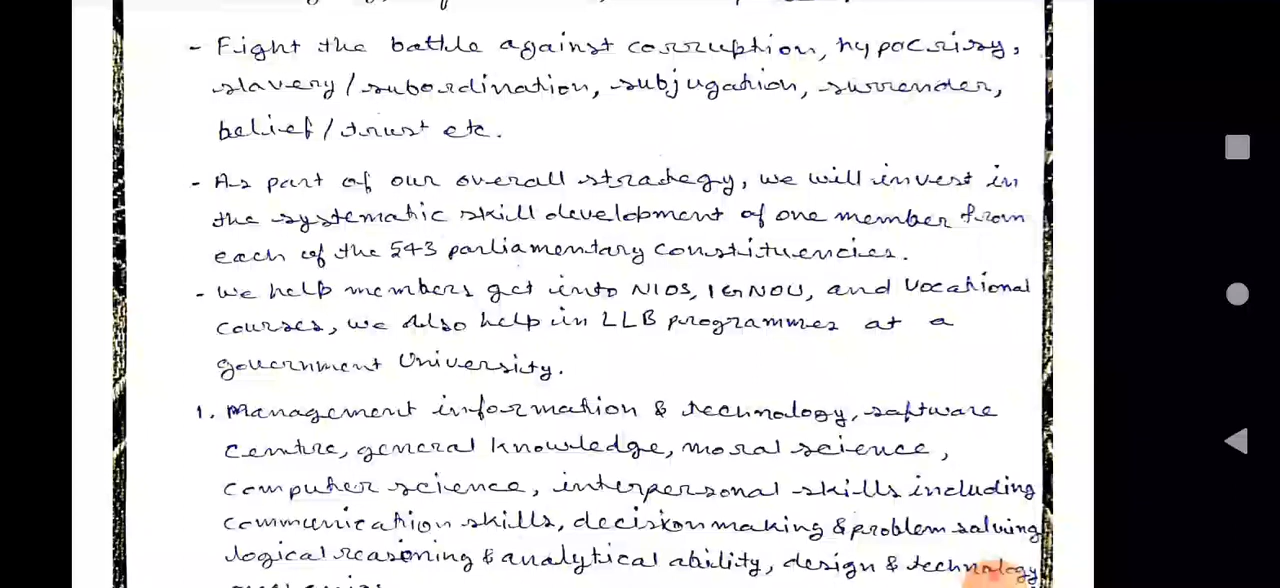 - Fight the battle against corruption, hypocrisy,
slavery/subordination, subjugation, surrender,
belief/trust etc.
- As part of our overall strategy, we will invest in
the systematic skill development of one member from
each of the 543 parliamentary constituencies.
- We help members get into NIOS, IGNOU, and Vocational
courses, we also help in LLB programmes at a
government University.
1. Management information & technology, software
centre, general knowledge, moral science,
computer science, interpersonal skills including
communication skills, decision making & problem solving
logical reasoning & analytical ability, design & technology